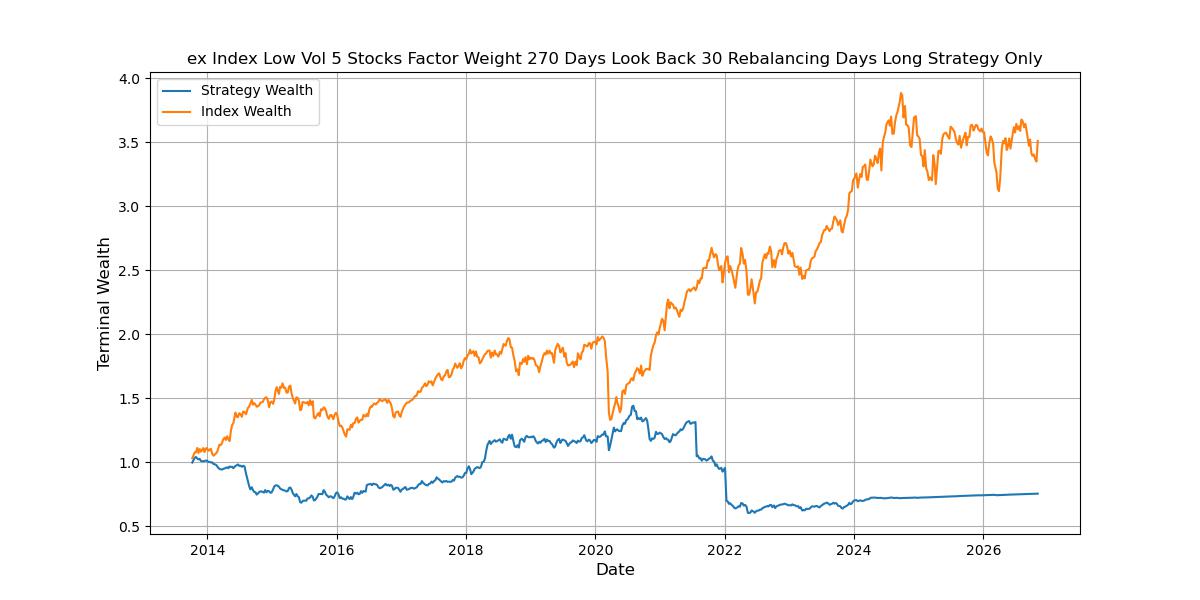 ex Index Low Vol 5 Stocks Factor Weight 270 Days Look Back 30 Rebalancing Days Long Strategy Only
Strategy Wealth
Index Wealth
Terminal Wealth
4.0
3.5
3.0
2.5
2.0
1.5
1.0
0.5
2014 2016 2018 2020 2022 2024 2026
Date